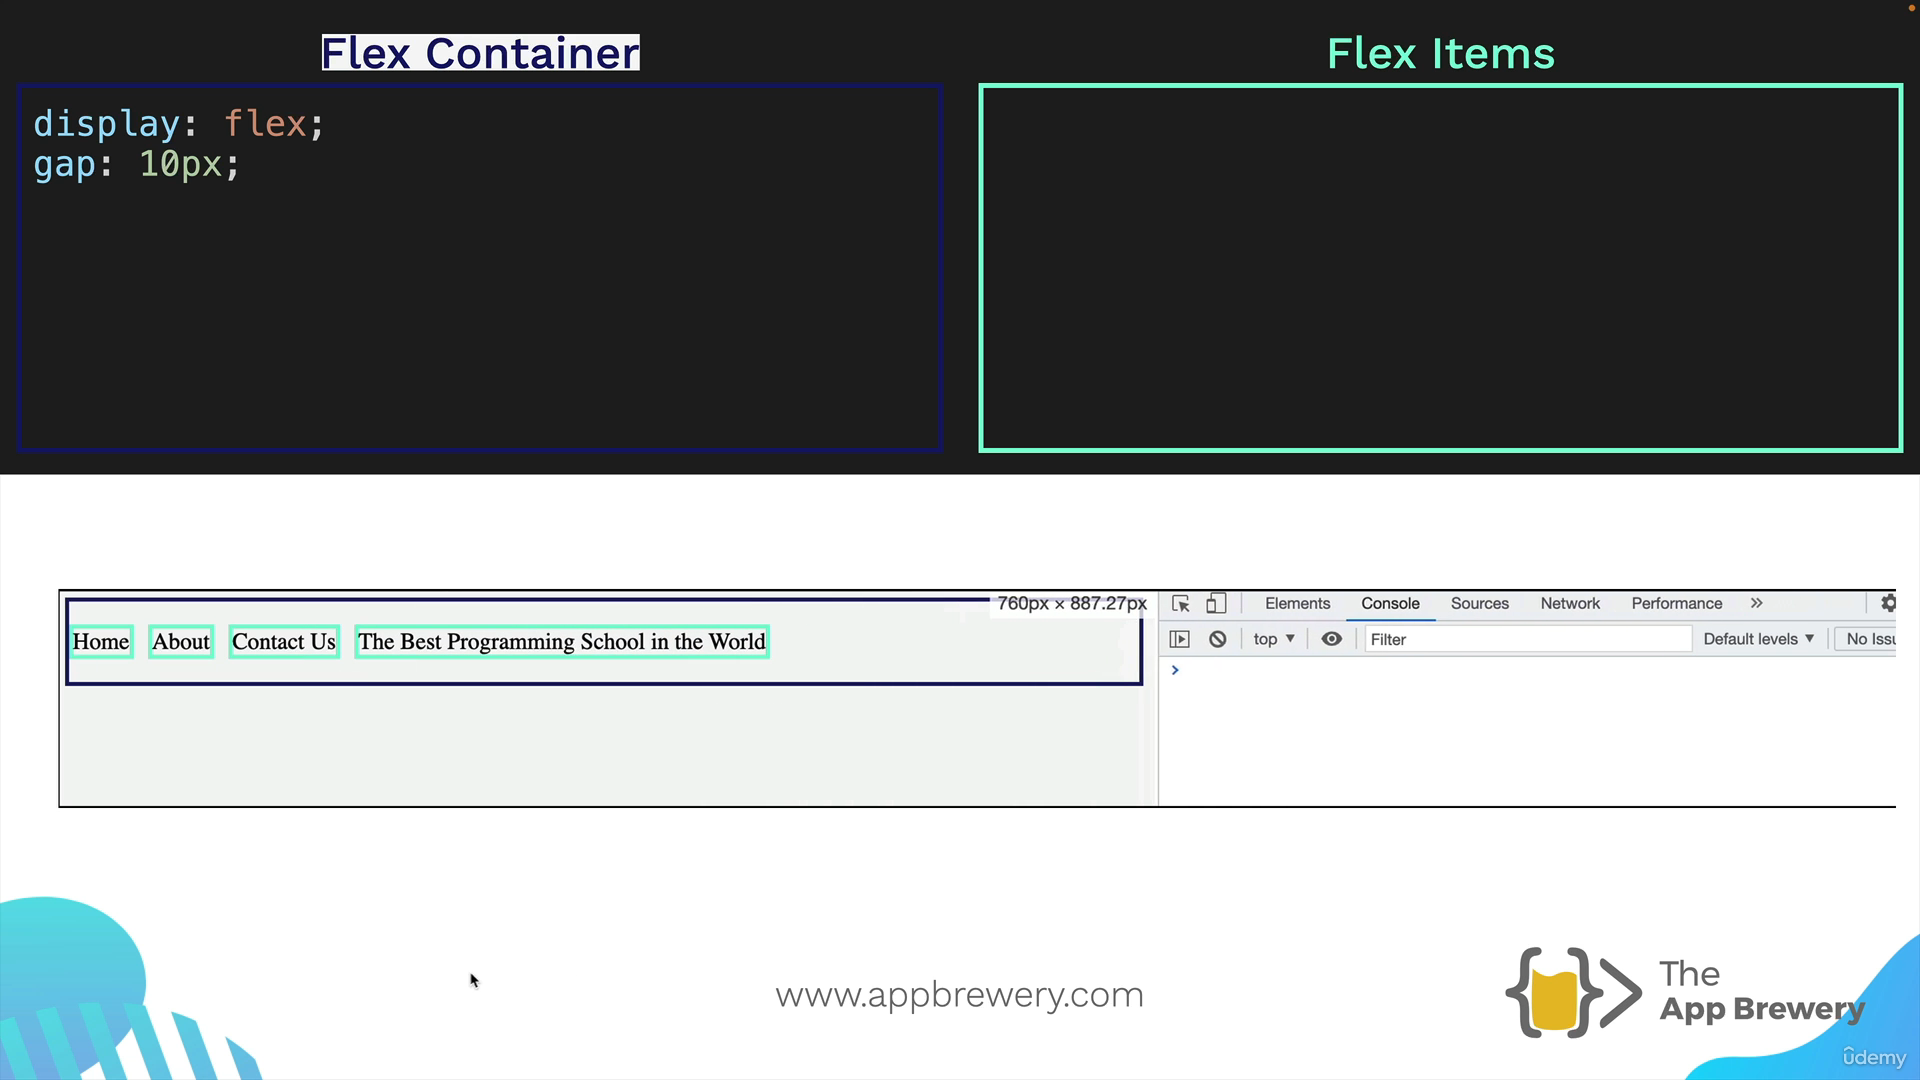 Flex Container
Flex Items
display: flex;
gap: 10px;
760px × 887.27px
Elements Console Sources Network Performance »
Home About Contact Us The Best Programming School in the World
top ▼ Filter Default levels ▼ No Issu
›
www.appbrewery.com
The
App Brewery
ûdemy